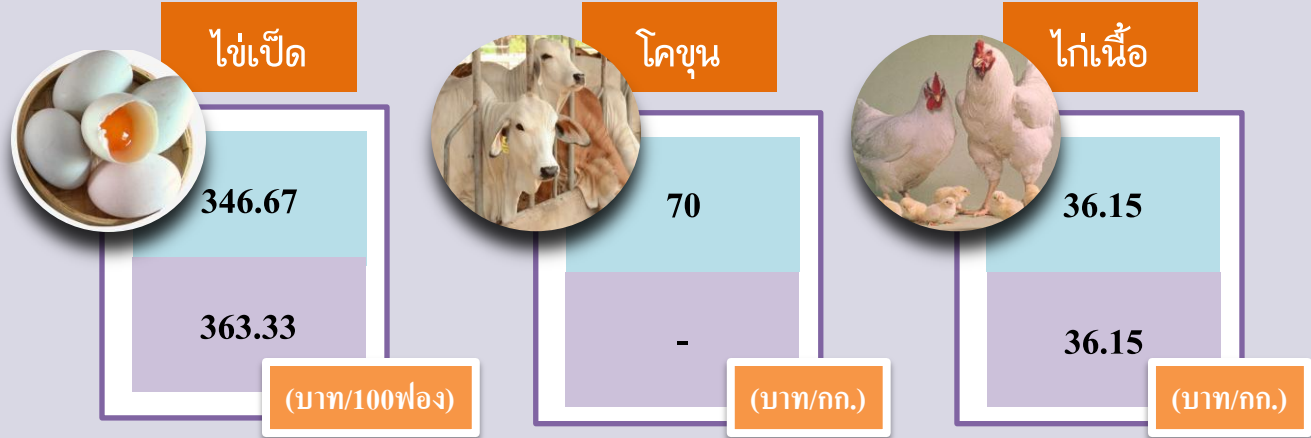 ไข่เป็ด
346.67
363.33
(บาท/100ฟอง)
โคขุน
70
-
(บาท/กก.)
ไก่เนื้อ
36.15
36.15
(บาท/กก.)